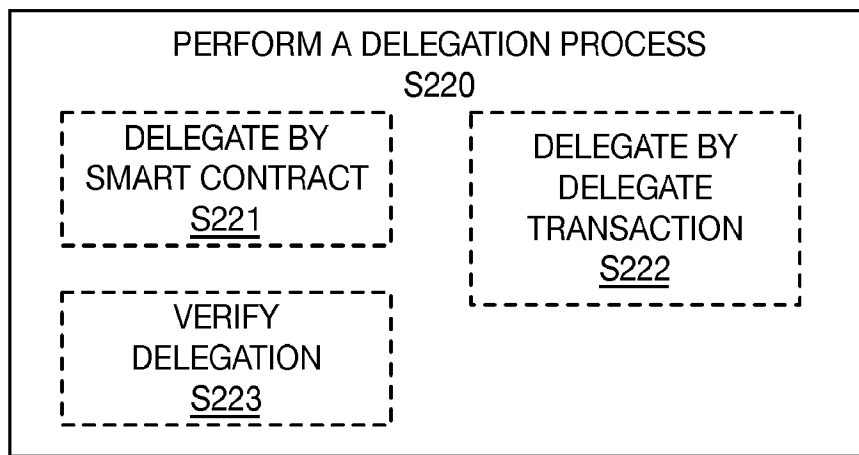 PERFORM A DELEGATION PROCESS
S220
DELEGATE BY
SMART CONTRACT
S221
DELEGATE BY
DELEGATE
TRANSACTION
S222
VERIFY
DELEGATION
S223